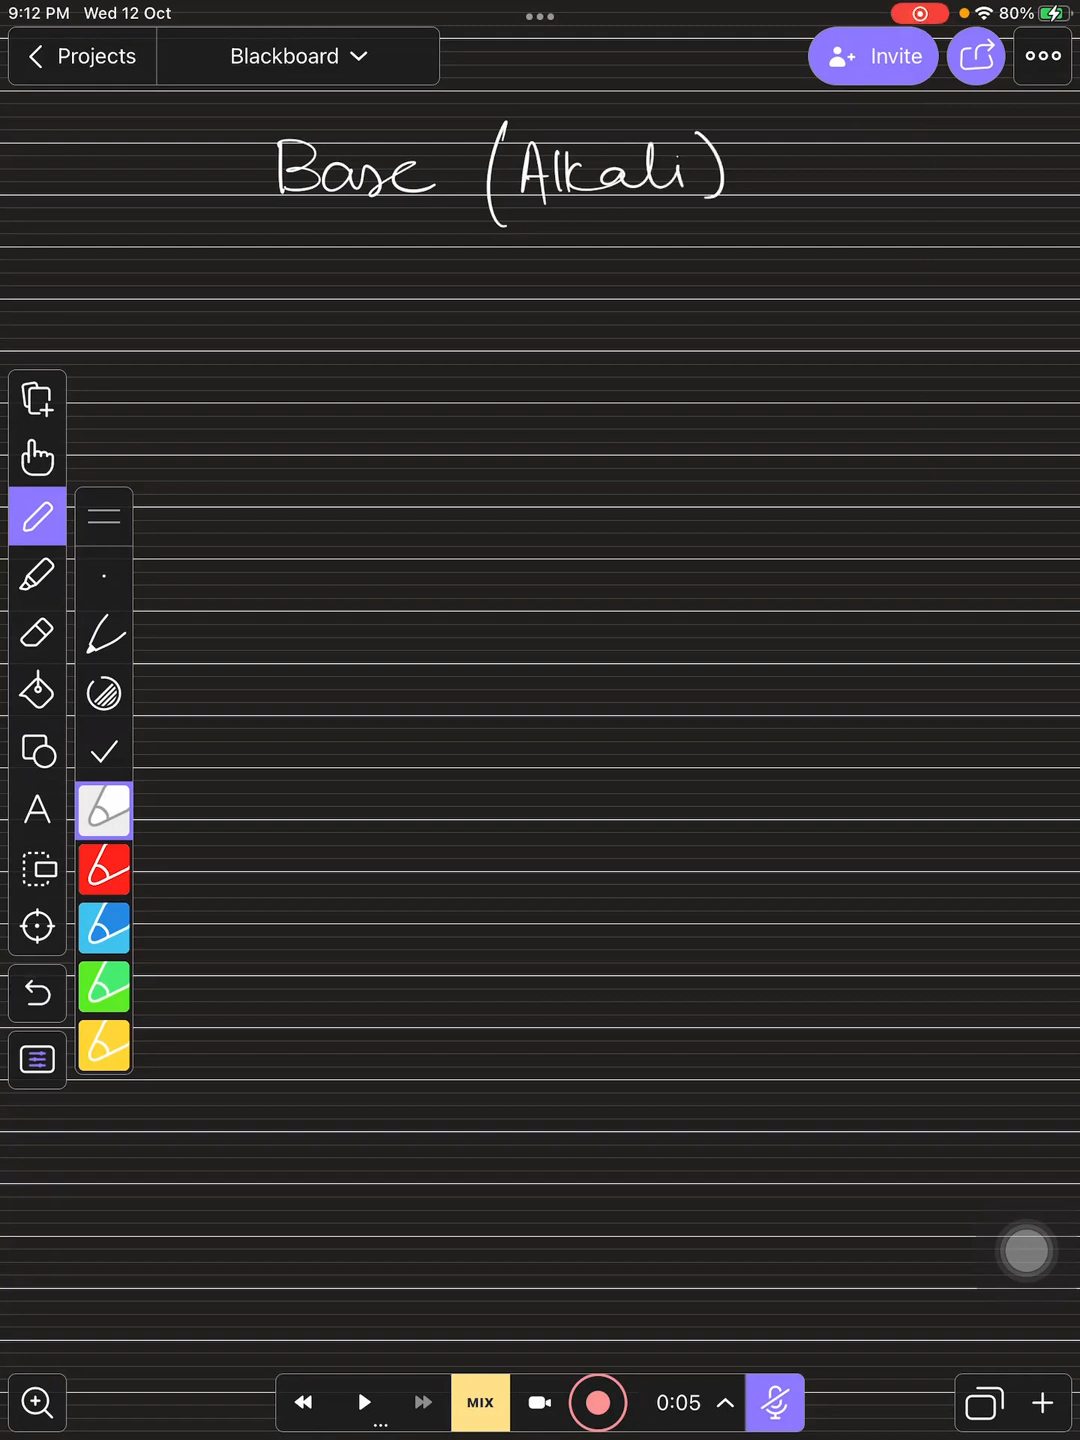 9:12 PM Wed 12 Oct 80%
Projects Blackboard Invite
Base (Alkali)
A
MIX 0:05